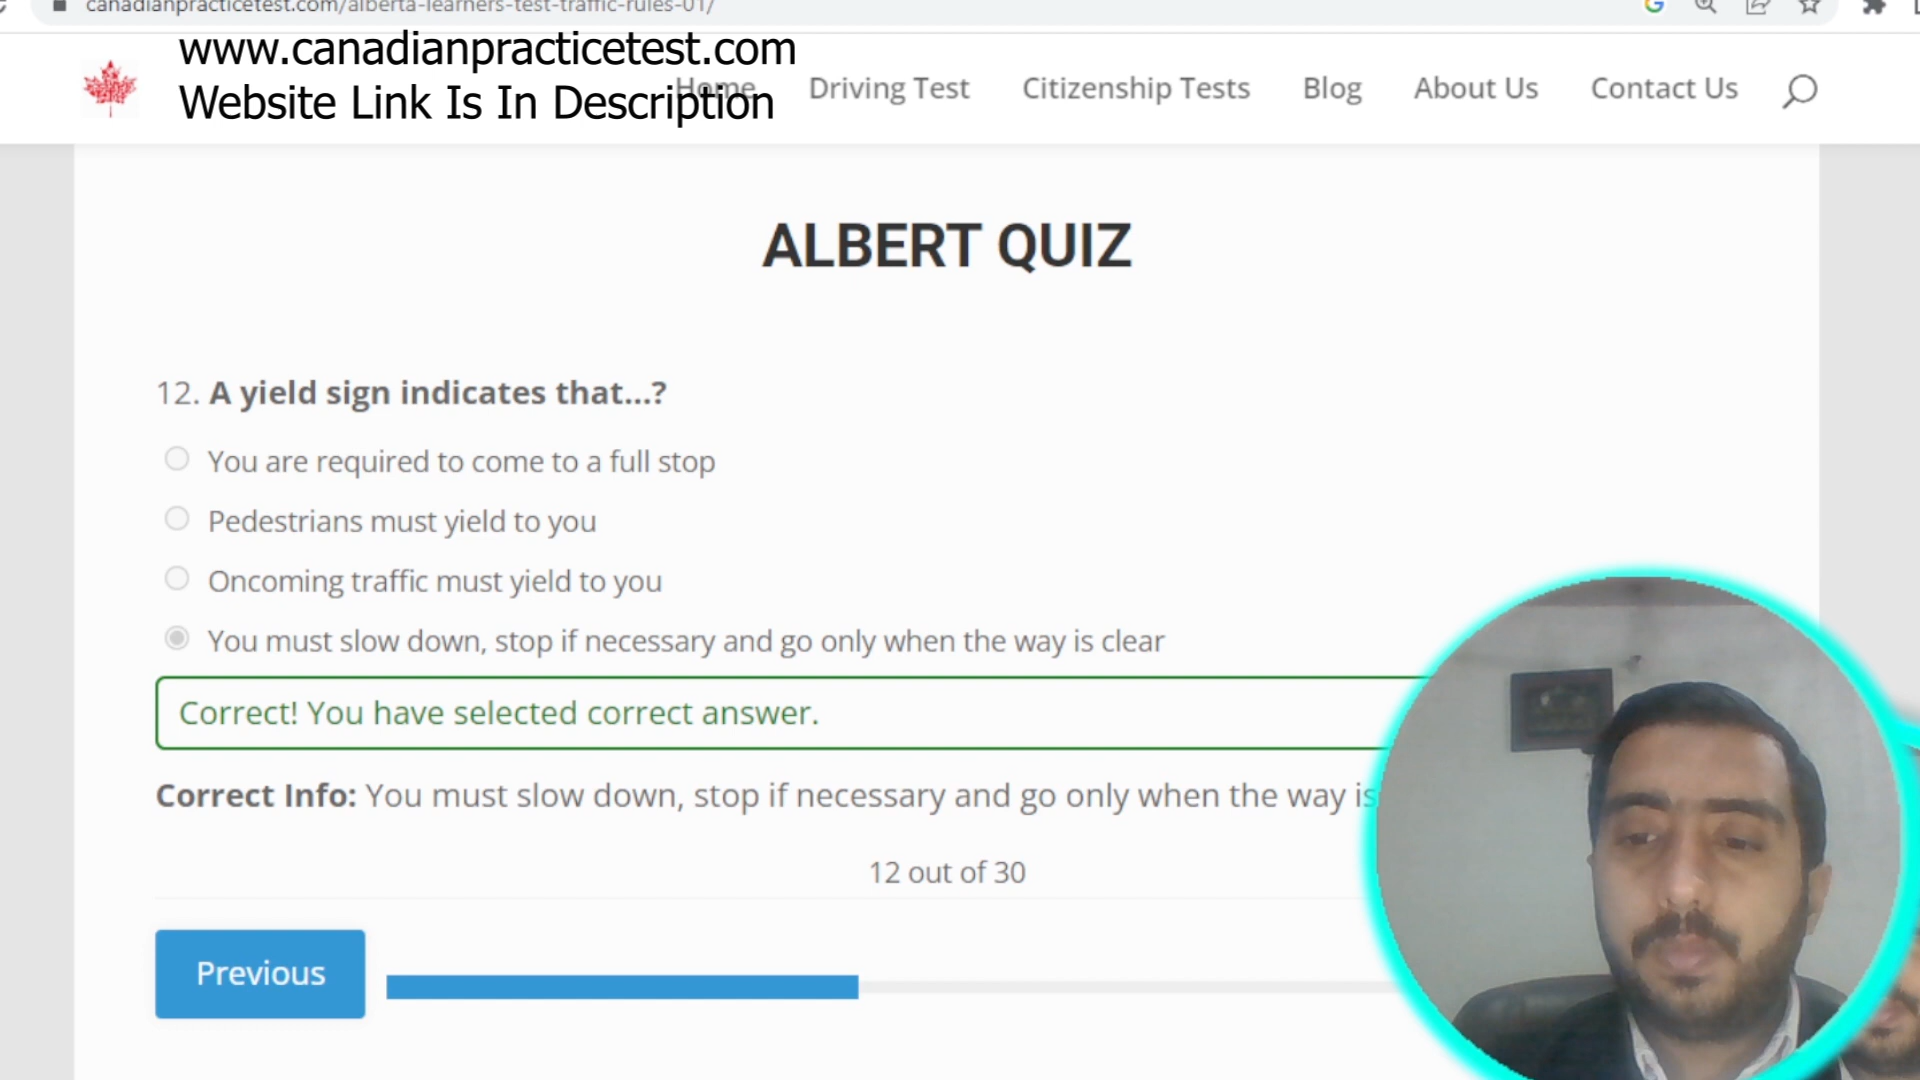 canadianpracticetest.com/alberta-learners-test-traffic-rules-01/
www.canadianpracticetest.com
Website Link Is In Description
Home Driving Test Citizenship Tests Blog About Us Contact Us
ALBERT QUIZ
12. A yield sign indicates that...?
You are required to come to a full stop
Pedestrians must yield to you
Oncoming traffic must yield to you
You must slow down, stop if necessary and go only when the way is clear
Correct! You have selected correct answer.
Correct Info: You must slow down, stop if necessary and go only when the way is
12 out of 30
Previous